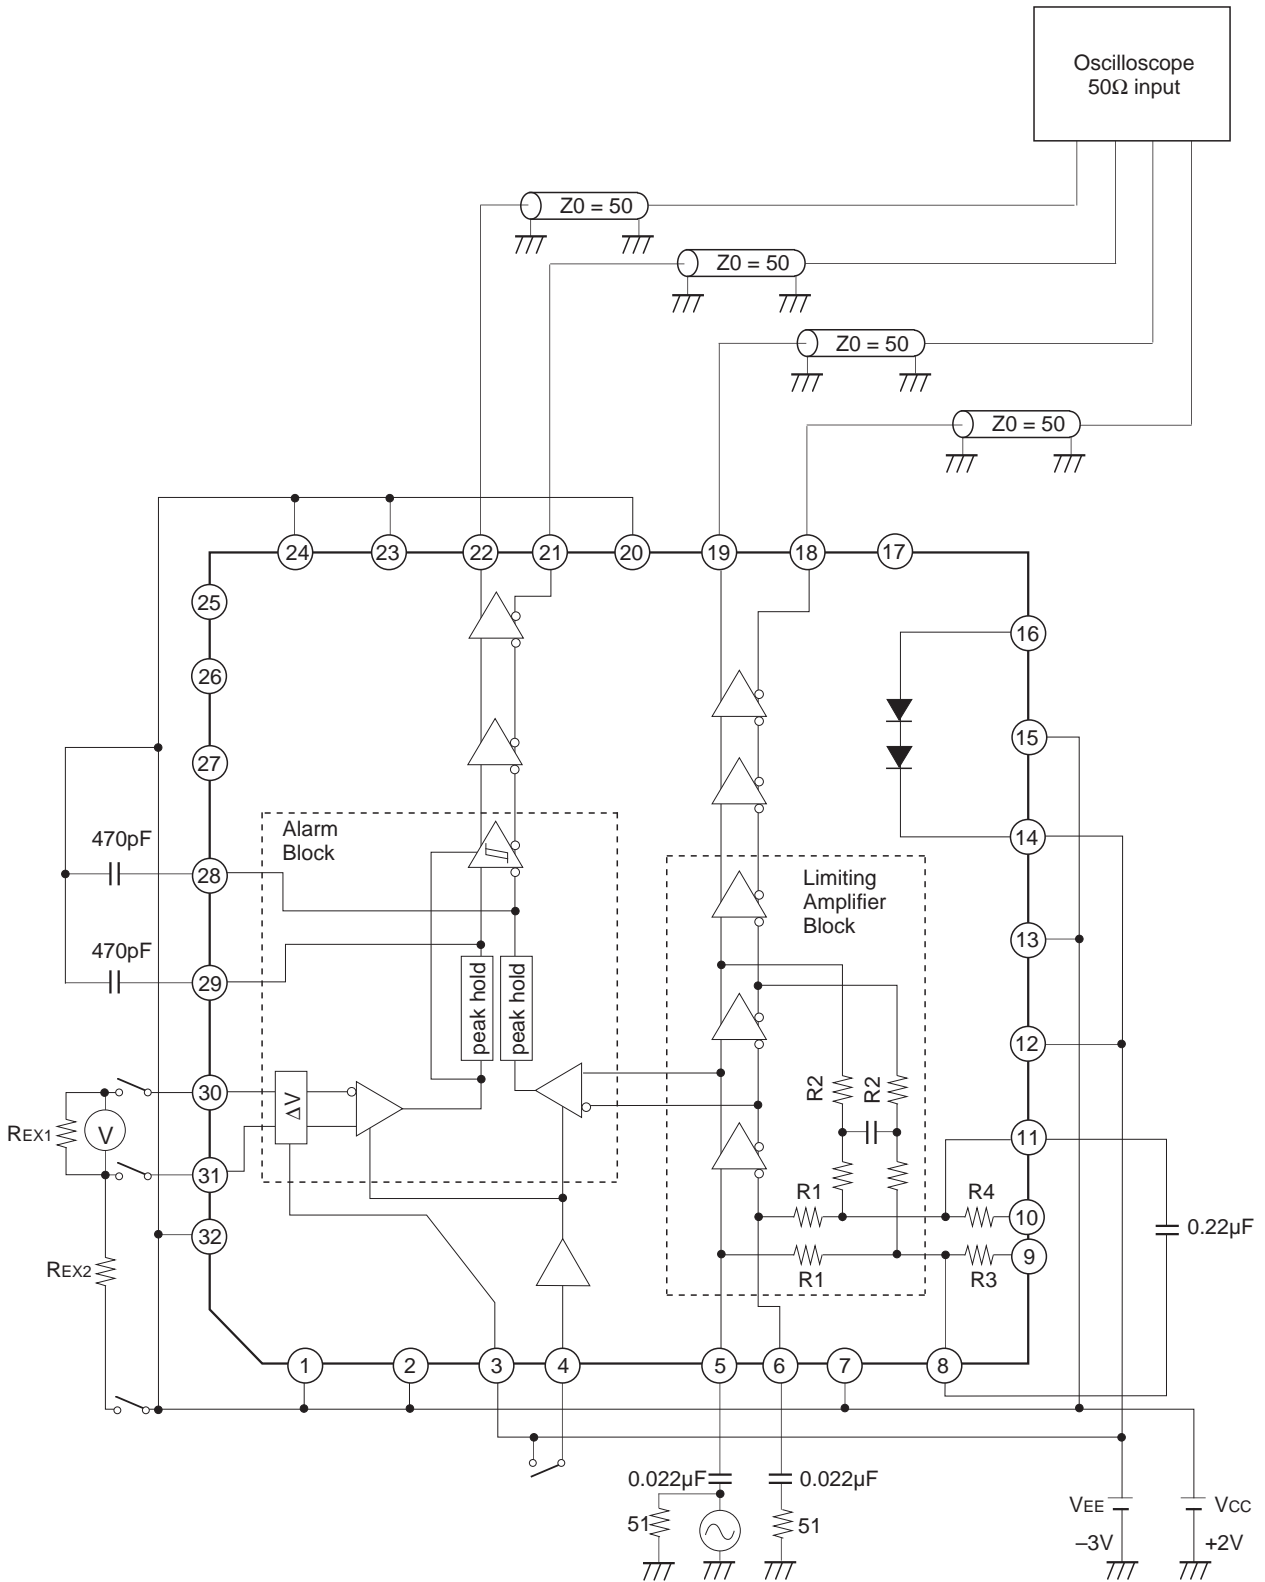 Oscilloscope
50Ω input
Z0 = 50
Z0 = 50
Z0 = 50
Z0 = 50
24
23
22
21
20
19
18
17
25
16
26
15
27
14
Alarm
Block
470pF
28
Limiting
Amplifier
Block
13
470pF
29
peak hold
peak hold
12
30
ΔV
R2
R2
REX1
V
11
31
R1
R4
10
0.22µF
32
9
REX2
R1
R3
1
2
3
4
5
6
7
8
0.022µF
0.022µF
VEE
VCC
51
51
–3V
+2V